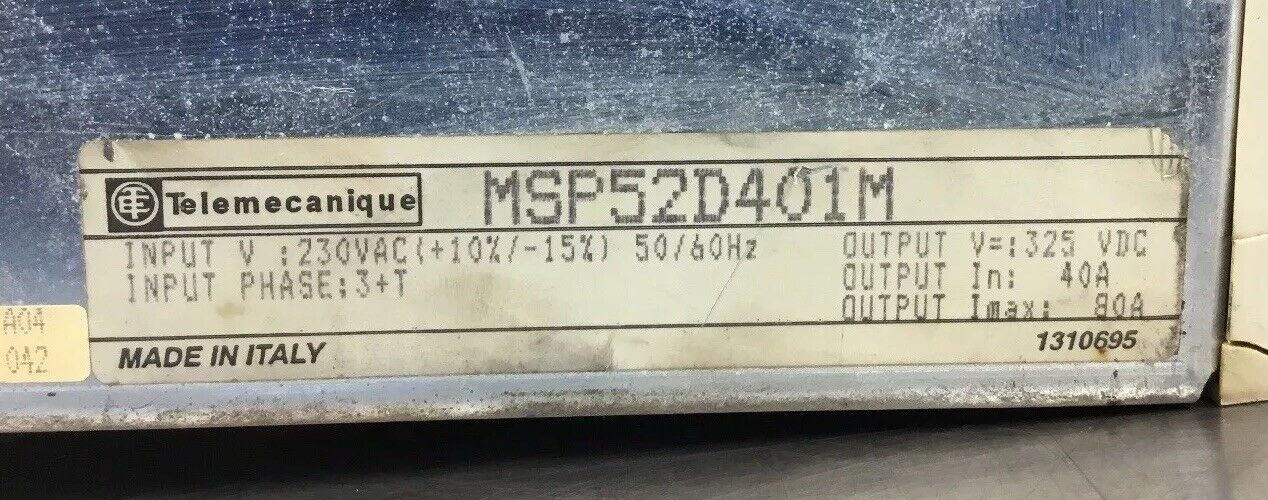 Telemecanique MSP52D401M
INPUT V :230VAC(+10%/-15%) 50/60Hz OUTPUT V=:325 VDC
INPUT PHASE:3+T OUTPUT In: 40A
OUTPUT Imax: 80A
MADE IN ITALY 1310695
A04
042